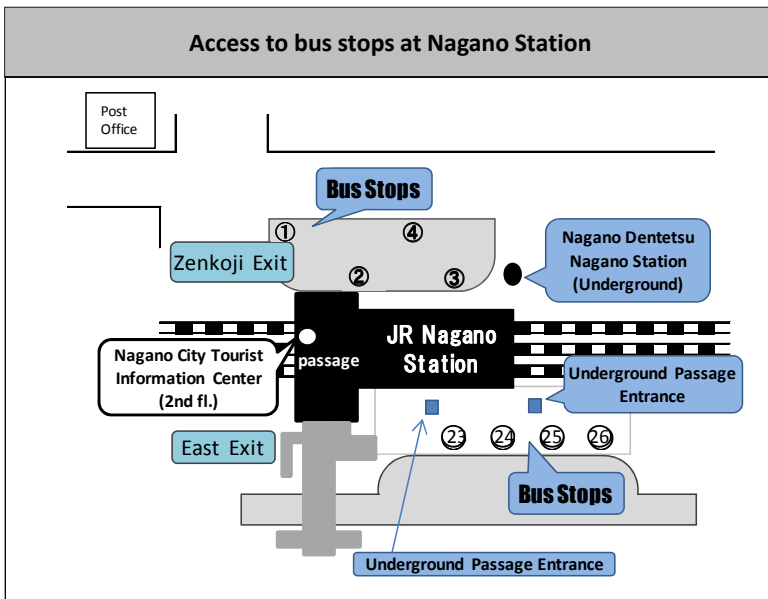 Access to bus stops at Nagano Station
Post
Office
Bus Stops
①
④
Zenkoji Exit
②
③
Nagano Dentetsu
Nagano Station
(Underground)
JR Nagano
Station
passage
Nagano City Tourist
Information Center
(2nd fl.)
Underground Passage
Entrance
East Exit
㉓
㉔
㉕
㉖
Bus Stops
Underground Passage Entrance